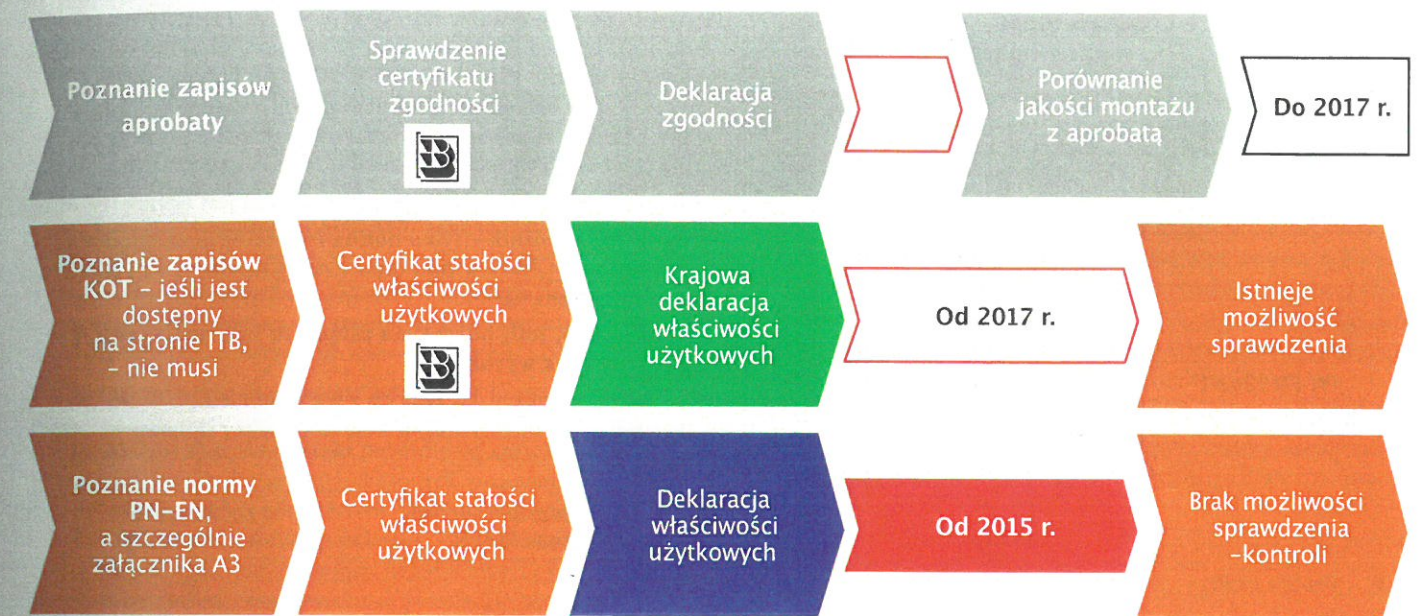 Poznanie zapisów
aprobaty
Sprawdzenie
certyfikatu
zgodności
Deklaracja
zgodności
Porównanie
jakości montażu
z aprobatą
Do 2017 r.
Poznanie zapisów
KOT – jeśli jest
dostępny
na stronie ITB,
– nie musi
Certyfikat stałości
właściwości
użytkowych
Krajowa
deklaracja
właściwości
użytkowych
Od 2017 r.
Istnieje
możliwość
sprawdzenia
Poznanie normy
PN-EN,
a szczególnie
załącznika A3
Certyfikat stałości
właściwości
użytkowych
Deklaracja
właściwości
użytkowych
Od 2015 r.
Brak możliwości
sprawdzenia
-kontroli